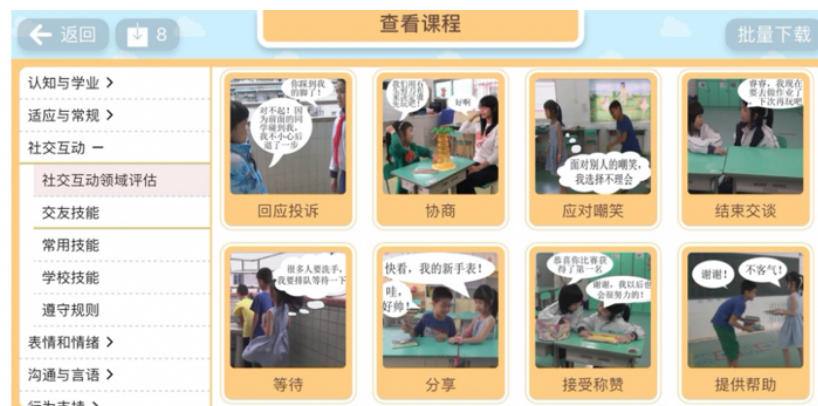 返回
8
查看课程
批量下载
认知与学业
适应与常规
社交互动
社交互动领域评估
交友技能
常用技能
学校技能
遵守规则
表情和情绪
沟通与言语
你踩到我
的脚了！
对不起！因
为前面的同
学碰到我，
我不小心后
退了一步
回应投诉
好啊
协商
面对别人的嘲笑，
我选择不理会
应对嘲笑
睿睿，我现在
要去做作业了
，下次再玩吧
结束交谈
很多人要洗手，
我要排队等待一下
等待
快看，我的新手表！
哇，
好帅！
分享
恭喜你比赛获
得了第一名
谢谢，我以后也
会很努力的！
接受称赞
谢谢！
不客气！
提供帮助